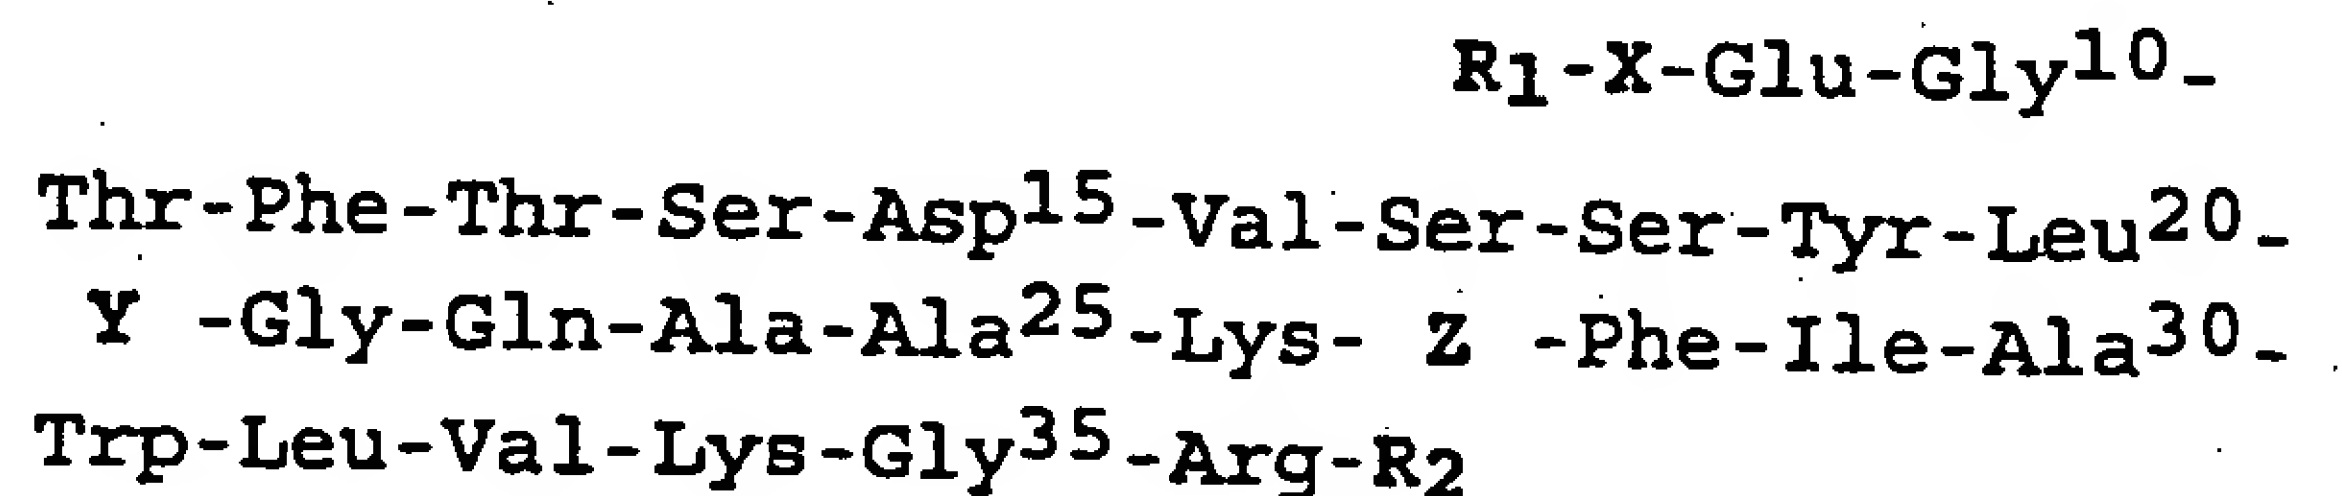 R1-X-Glu-Gly10-
Thr-Phe-Thr-Ser-Asp15-Val-Ser-Ser-Tyr-Leu20-
Y -Gly-Gln-Ala-Ala25-Lys- Z -Phe-Ile-Ala30-
Trp-Leu-Val-Lys-Gly35-Arg-R2